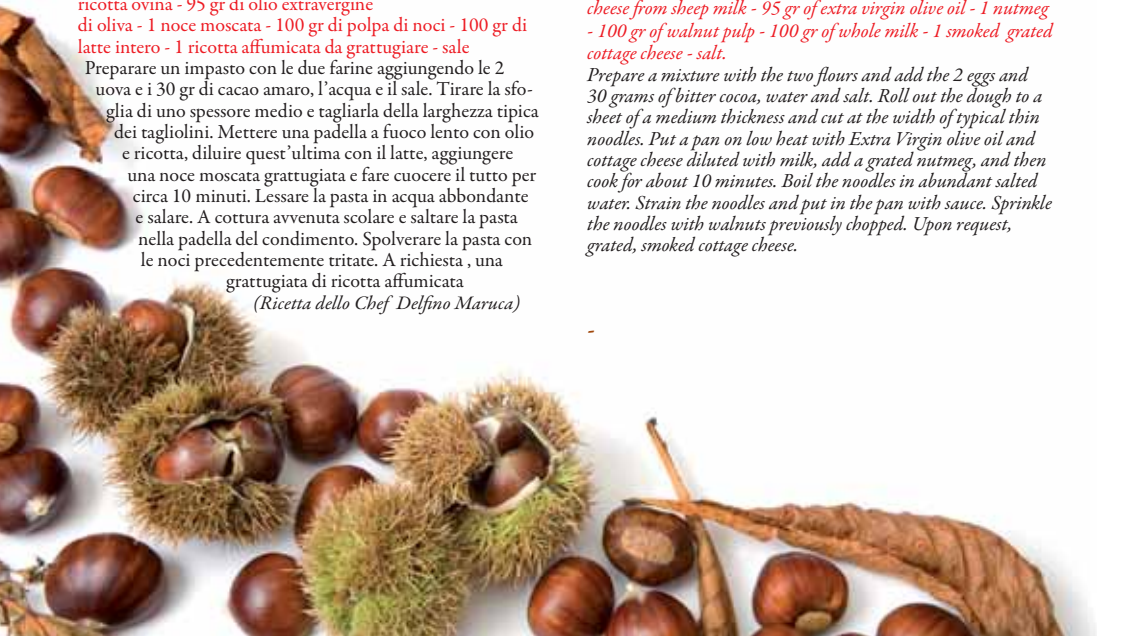 ricotta ovina - 95 gr di olio extravergine
di oliva - 1 noce moscata - 100 gr di polpa di noci - 100 gr di
latte intero - 1 ricotta affumicata da grattugiare - sale
Preparare un impasto con le due farine aggiungendo le 2
uova e i 30 gr di cacao amaro, l'acqua e il sale. Tirare la sfo-
glia di uno spessore medio e tagliarla della larghezza tipica
dei tagliolini. Mettere una padella a fuoco lento con olio
e ricotta, diluire quest'ultima con il latte, aggiungere
una noce moscata grattugiata e fare cuocere il tutto per
circa 10 minuti. Lessare la pasta in acqua abbondante
e salare. A cottura avvenuta scolare e saltare la pasta
nella padella del condimento. Spolverare la pasta con
le noci precedentemente tritate. A richiesta , una
grattugiata di ricotta affumicata
(Ricetta dello Chef Delfino Maruca)
cheese from sheep milk - 95 gr of extra virgin olive oil - 1 nutmeg
- 100 gr of walnut pulp - 100 gr of whole milk - 1 smoked grated
cottage cheese - salt.
Prepare a mixture with the two flours and add the 2 eggs and
30 grams of bitter cocoa, water and salt. Roll out the dough to a
sheet of a medium thickness and cut at the width of typical thin
noodles. Put a pan on low heat with Extra Virgin olive oil and
cottage cheese diluted with milk, add a grated nutmeg, and then
cook for about 10 minutes. Boil the noodles in abundant salted
water. Strain the noodles and put in the pan with sauce. Sprinkle
the noodles with walnuts previously chopped. Upon request,
grated, smoked cottage cheese.
-